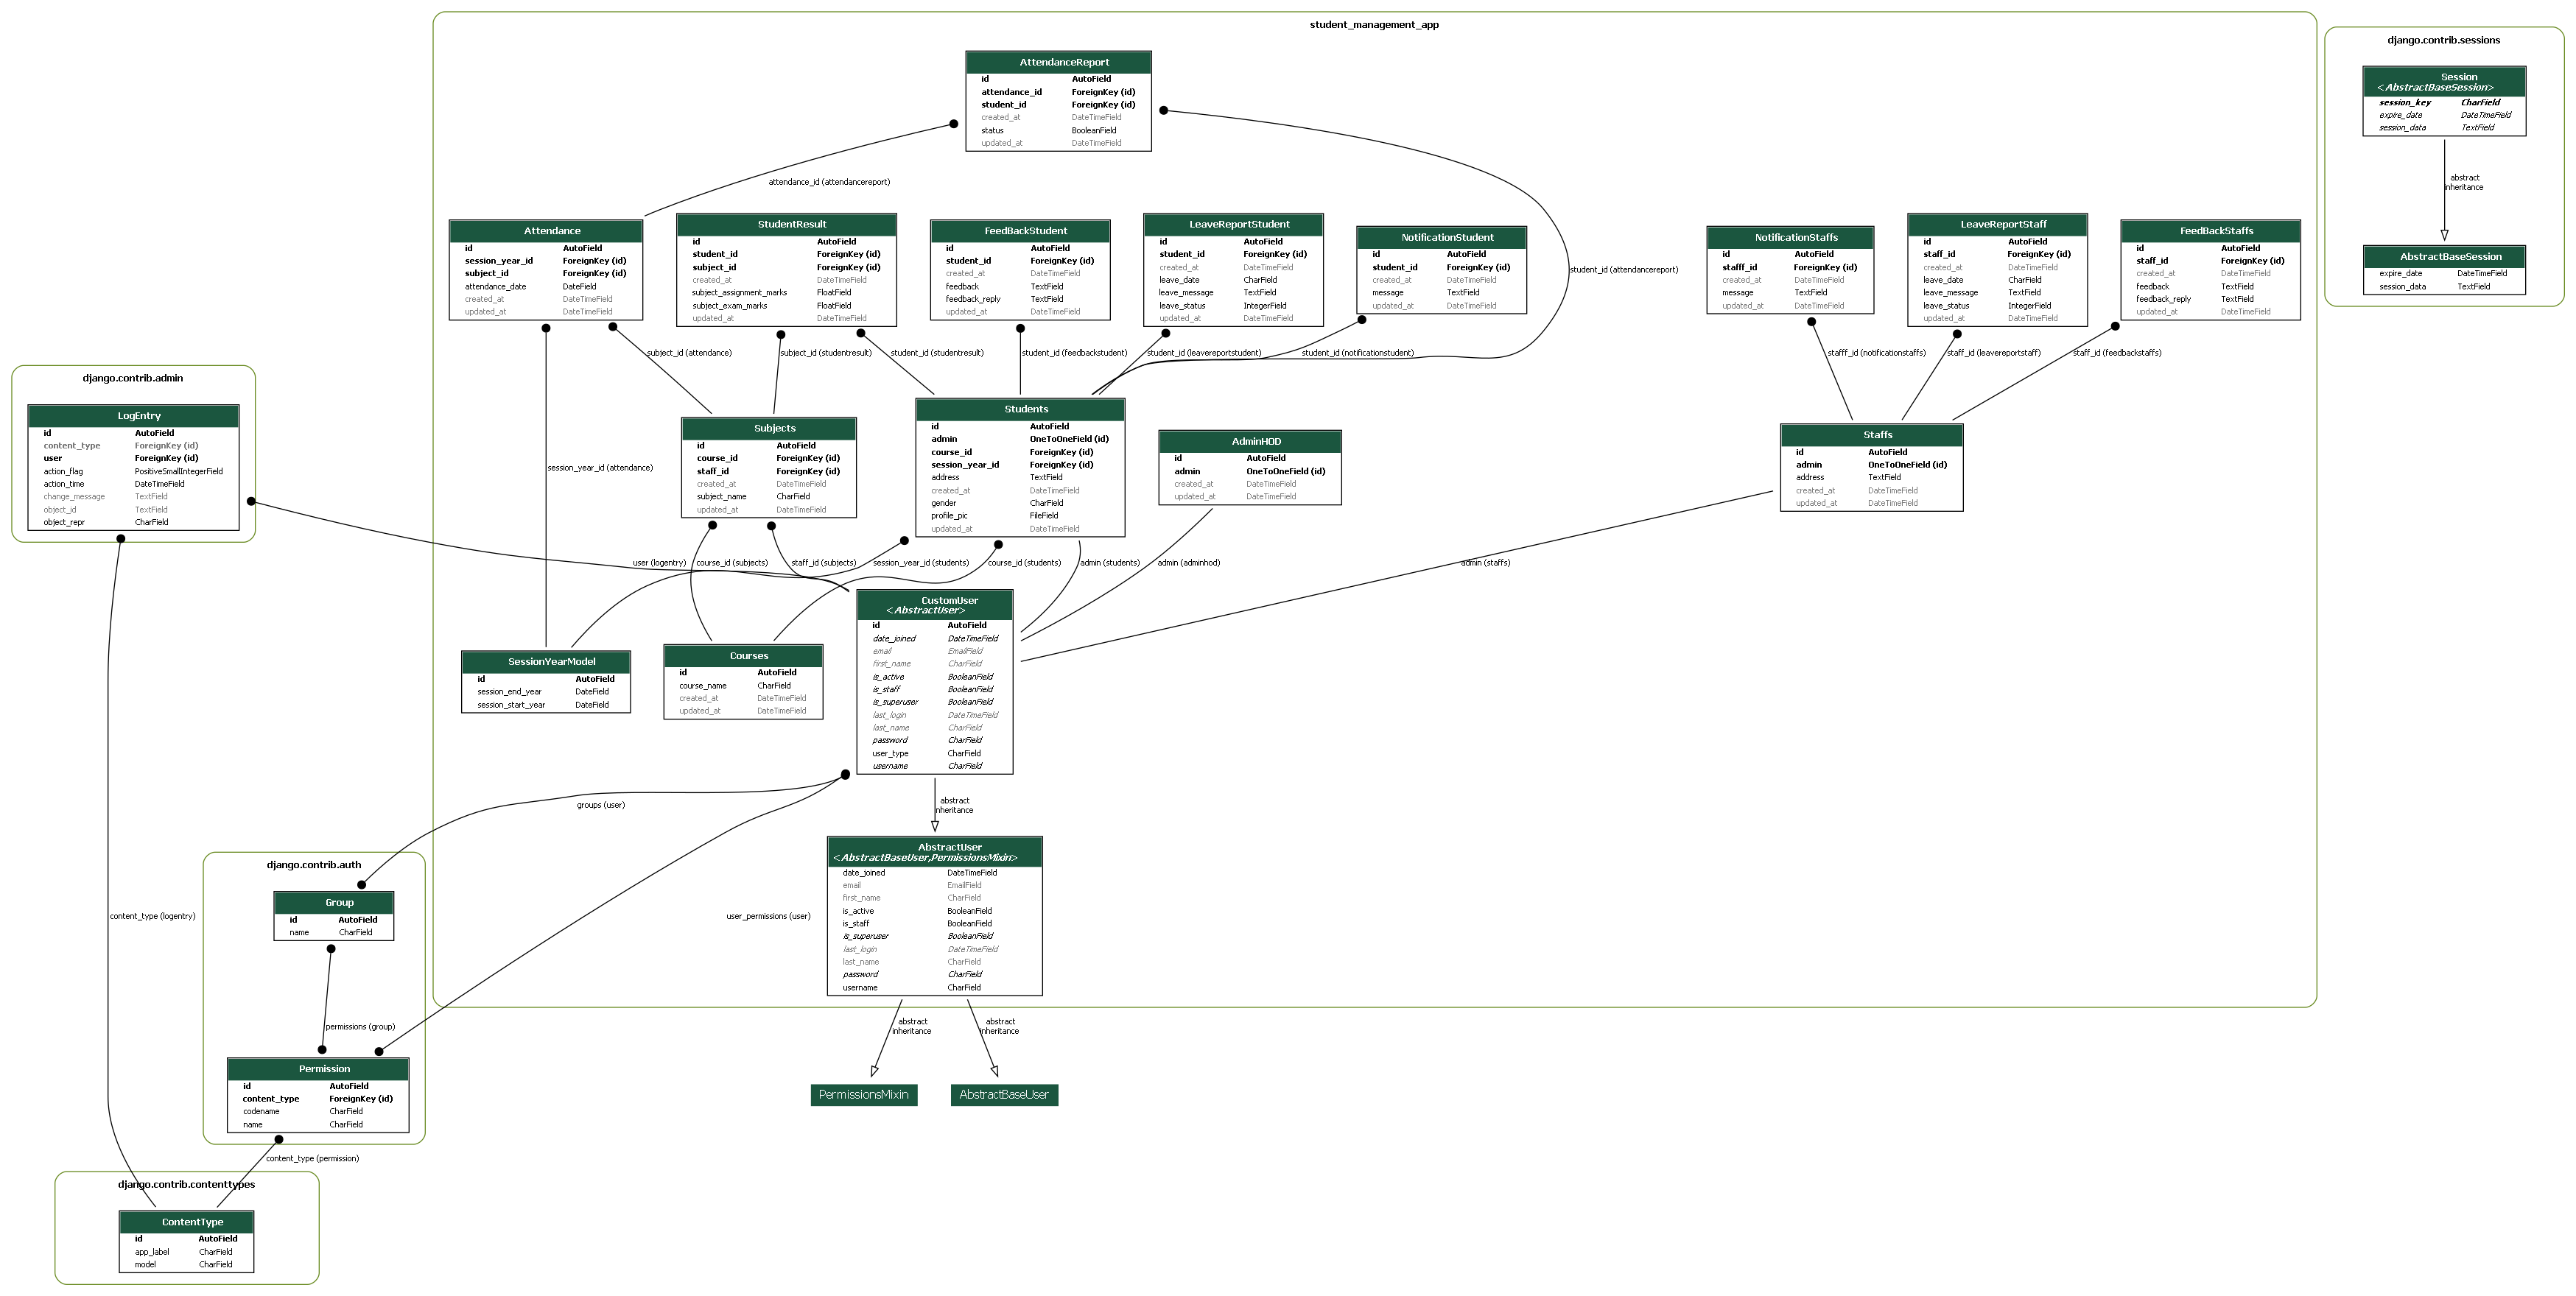 student_management_app
AttendanceReport
id AutoField
attendance_id ForeignKey (id)
student_id ForeignKey (id)
created_at DateTimeField
status BooleanField
updated_at DateTimeField
django.contrib.sessions
Session
<AbstractBaseSession>
session_key CharField
expire_date DateTimeField
session_data TextField
abstract
inheritance
AbstractBaseSession
expire_date DateTimeField
session_data TextField
attendance_id (attendancereport)
student_id (attendancereport)
Attendance
id AutoField
session_year_id ForeignKey (id)
subject_id ForeignKey (id)
attendance_date DateField
created_at DateTimeField
updated_at DateTimeField
StudentResult
id AutoField
student_id ForeignKey (id)
subject_id ForeignKey (id)
created_at DateTimeField
subject_assignment_marks FloatField
subject_exam_marks FloatField
updated_at DateTimeField
FeedBackStudent
id AutoField
student_id ForeignKey (id)
created_at DateTimeField
feedback TextField
feedback_reply TextField
updated_at DateTimeField
LeaveReportStudent
id AutoField
student_id ForeignKey (id)
created_at DateTimeField
leave_date CharField
leave_message TextField
leave_status IntegerField
updated_at DateTimeField
NotificationStudent
id AutoField
student_id ForeignKey (id)
created_at DateTimeField
message TextField
updated_at DateTimeField
NotificationStaffs
id AutoField
stafff_id ForeignKey (id)
created_at DateTimeField
message TextField
updated_at DateTimeField
LeaveReportStaff
id AutoField
staff_id ForeignKey (id)
created_at DateTimeField
leave_date CharField
leave_message TextField
leave_status IntegerField
updated_at DateTimeField
FeedBackStaffs
id AutoField
staff_id ForeignKey (id)
created_at DateTimeField
feedback TextField
feedback_reply TextField
updated_at DateTimeField
subject_id (attendance)
subject_id (studentresult)
student_id (studentresult)
student_id (feedbackstudent)
student_id (leavereportstudent)
student_id (notificationstudent)
stafff_id (notificationstaffs)
staff_id (leavereportstaff)
staff_id (feedbackstaffs)
django.contrib.admin
LogEntry
id AutoField
content_type ForeignKey (id)
user ForeignKey (id)
action_flag PositiveSmallIntegerField
action_time DateTimeField
change_message TextField
object_id TextField
object_repr CharField
session_year_id (attendance)
Subjects
id AutoField
course_id ForeignKey (id)
staff_id ForeignKey (id)
created_at DateTimeField
subject_name CharField
updated_at DateTimeField
Students
id AutoField
admin OneToOneField (id)
course_id ForeignKey (id)
session_year_id ForeignKey (id)
address TextField
created_at DateTimeField
gender CharField
profile_pic FileField
updated_at DateTimeField
AdminHOD
id AutoField
admin OneToOneField (id)
created_at DateTimeField
updated_at DateTimeField
Staffs
id AutoField
admin OneToOneField (id)
address TextField
created_at DateTimeField
updated_at DateTimeField
user (logentry)
course_id (subjects)
staff_id (subjects)
session_year_id (students)
course_id (students)
admin (students)
admin (adminhod)
admin (staffs)
SessionYearModel
id AutoField
session_end_year DateField
session_start_year DateField
Courses
id AutoField
course_name CharField
created_at DateTimeField
updated_at DateTimeField
CustomUser
<AbstractUser>
id AutoField
date_joined DateTimeField
email EmailField
first_name CharField
is_active BooleanField
is_staff BooleanField
is_superuser BooleanField
last_login DateTimeField
last_name CharField
password CharField
user_type CharField
username CharField
groups (user)
abstract
inheritance
django.contrib.auth
Group
id AutoField
name CharField
content_type (logentry)
user_permissions (user)
AbstractUser
<AbstractBaseUser,PermissionsMixin>
date_joined DateTimeField
email EmailField
first_name CharField
is_active BooleanField
is_staff BooleanField
is_superuser BooleanField
last_login DateTimeField
last_name CharField
password CharField
username CharField
permissions (group)
abstract
inheritance
abstract
inheritance
Permission
id AutoField
content_type ForeignKey (id)
codename CharField
name CharField
PermissionsMixin
AbstractBaseUser
content_type (permission)
django.contrib.contenttypes
ContentType
id AutoField
app_label CharField
model CharField